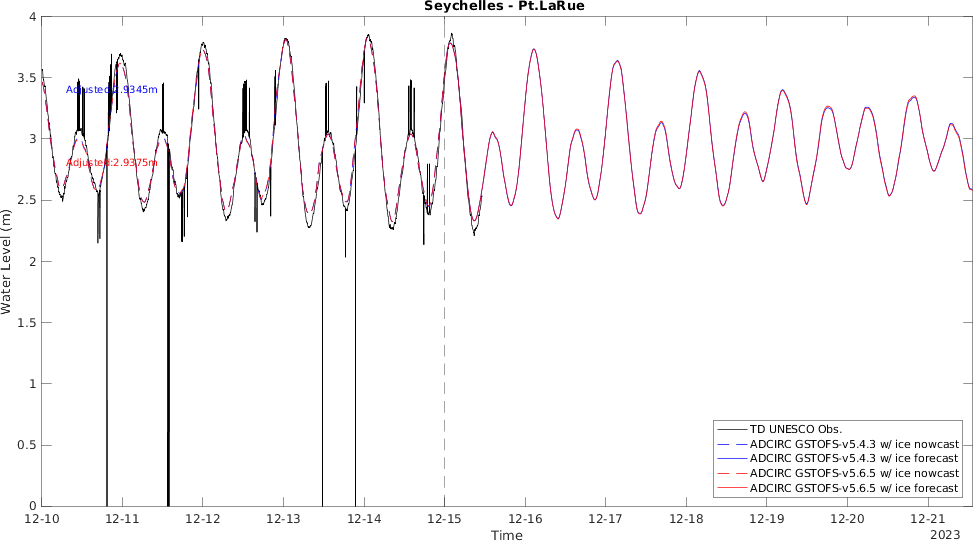 Seychelles - Pt.LaRue
4
3.5
3
2.5
2
1.5
1
0.5
0
Water Level (m)
Adjusted:2.9345m
Adjusted:2.9375m
TD UNESCO Obs.
ADCIRC GSTOFS-v5.4.3 w/ ice nowcast
ADCIRC GSTOFS-v5.4.3 w/ ice forecast
ADCIRC GSTOFS-v5.6.5 w/ ice nowcast
ADCIRC GSTOFS-v5.6.5 w/ ice forecast
12-10 12-11 12-12 12-13 12-14 12-15 12-16 12-17 12-18 12-19 12-20 12-21
Time
2023